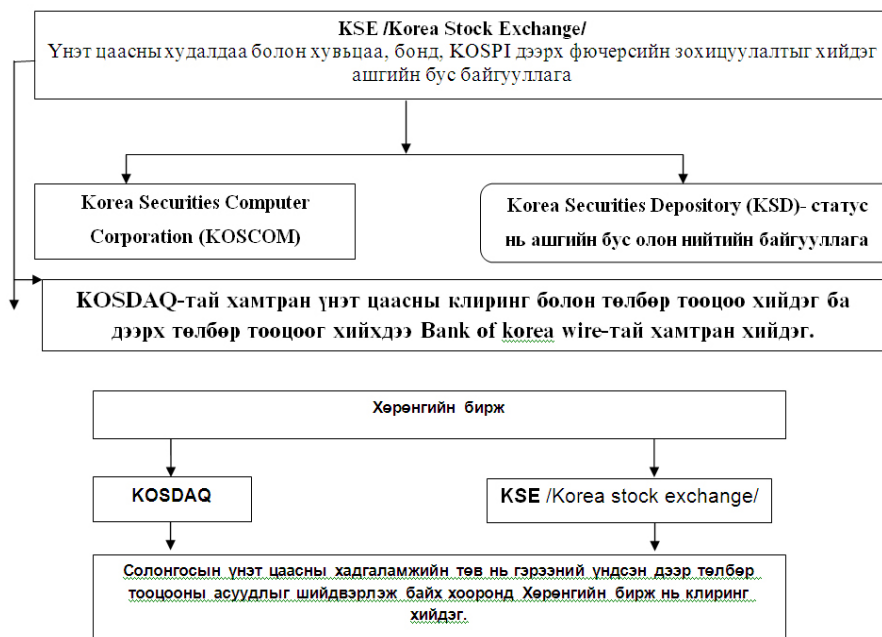 KSE /Korea Stock Exchange/
Үнэт цаасны худалдаа болон хувьцаа, бонд, KOSPI дээрх фючерсийн зохицуулалтыг хийдэг
ашгийн бус байгууллага
Korea Securities Computer
Corporation (KOSCOM)
Korea Securities Depository (KSD)- статус
нь ашгийн бус олон нийтийн байгууллага
KOSDAQ-тай хамтран үнэт цаасны клиринг болон төлбөр тооцоо хийдэг ба
дээрх төлбөр тооцоог хийхдээ Bank of korea wire-тай хамтран хийдэг.
Хөрөнгийн бирж
KOSDAQ
KSE /Korea stock exchange/
Солонгосын үнэт цаасны хадгаламжийн төв нь гэрээний үндсэн дээр төлбөр
тооцооны асуудлыг шийдвэрлэж байх хооронд Хөрөнгийн бирж нь клиринг
хийдэг.